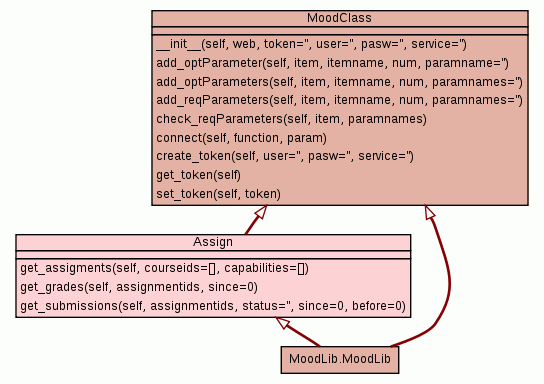 MoodClass
__init__(self, web, token='', user='', pasw='', service='')
add_optParameter(self, item, itemname, num, paramname='')
add_optParameters(self, item, itemname, num, paramnames='')
add_reqParameters(self, item, itemname, num, paramnames='')
check_reqParameters(self, item, paramnames)
connect(self, function, param)
create_token(self, user='', pasw='', service='')
get_token(self)
set_token(self, token)
Assign
get_assigments(self, courseids=[], capabilities=[])
get_grades(self, assignmentids, since=0)
get_submissions(self, assignmentids, status='', since=0, before=0)
MoodLib.MoodLib